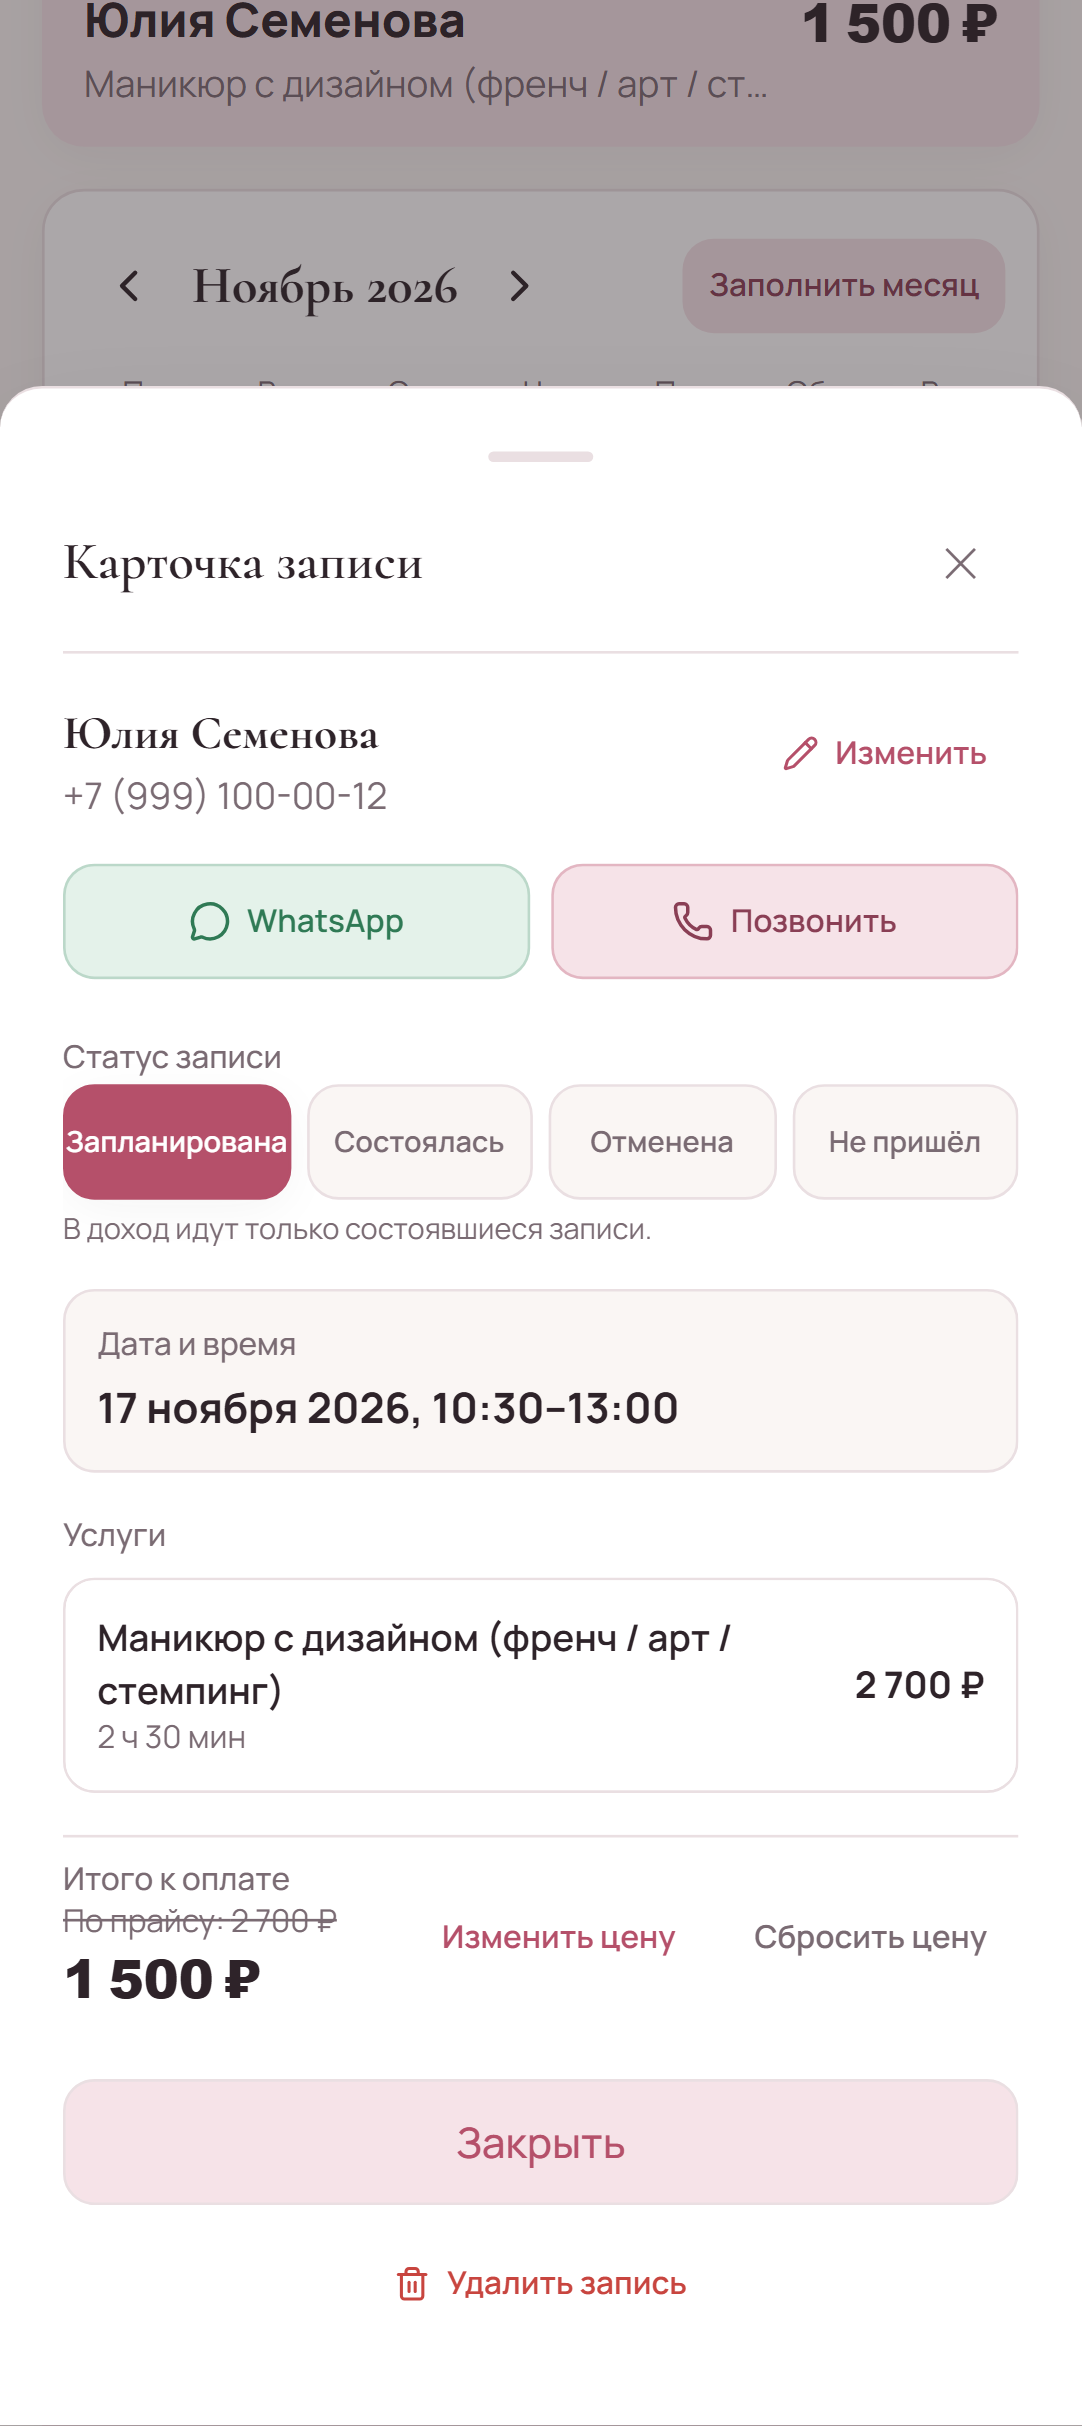 Юлия Семенова
1 500 ₽
Маникюр с дизайном (френч / арт / ст...
Ноябрь 2026
Заполнить месяц
Карточка записи
Юлия Семенова
+7 (999) 100-00-12
Изменить
WhatsApp
Позвонить
Статус записи
Запланирована
Состоялась
Отменена
Не пришёл
В доход идут только состоявшиеся записи.
Дата и время
17 ноября 2026, 10:30–13:00
Услуги
Маникюр с дизайном (френч / арт /
стемпинг)
2 ч 30 мин
2 700 ₽
Итого к оплате
По прайсу: 2 700 ₽
1 500 ₽
Изменить цену
Сбросить цену
Закрыть
Удалить запись